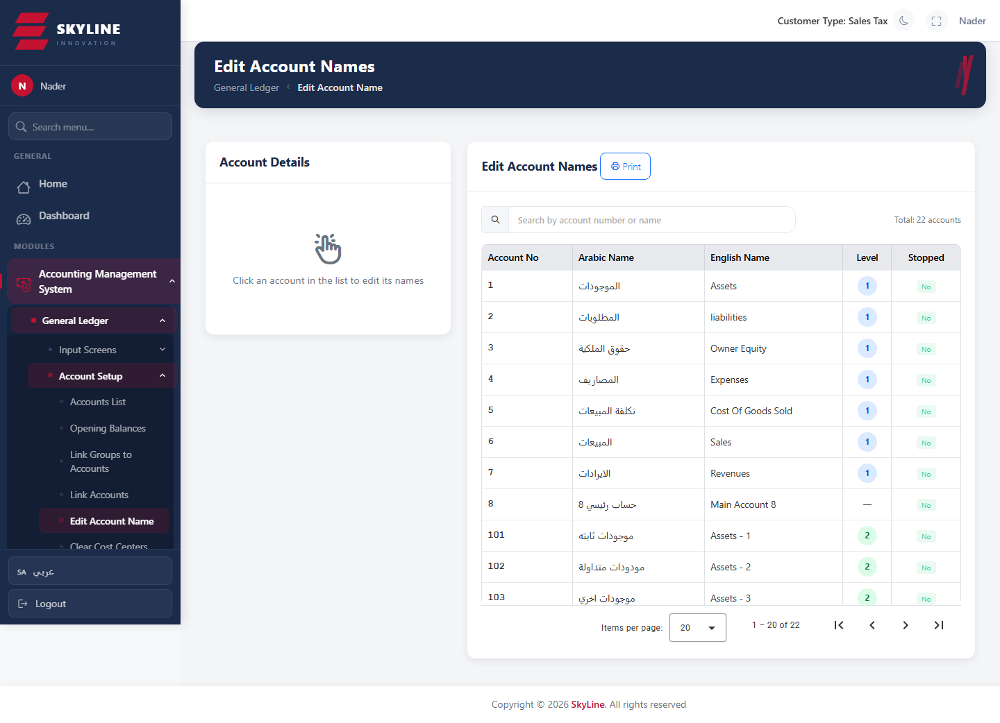 SKYLINE
INNOVATION
N Nader
Search menu...
GENERAL
Home
Dashboard
MODULES
Accounting Management
System
General Ledger
Input Screens
Account Setup
Accounts List
Opening Balances
Link Groups to
Accounts
Link Accounts
Edit Account Name
Clear Cost Centers
SA عربي
Logout
Customer Type: Sales Tax
Nader
Edit Account Names
General Ledger < Edit Account Name
Account Details
Click an account in the list to edit its names
Edit Account Names Print
Search by account number or name
Total: 22 accounts
Account No Arabic Name English Name Level Stopped
1 الموجودات Assets 1 No
2 المطلوبات liabilities 1 No
3 حقوق الملكية Owner Equity 1 No
4 المصاريف Expenses 1 No
5 تكلفة المبيعات Cost Of Goods Sold 1 No
6 المبيعات Sales 1 No
7 الايرادات Revenues 1 No
8 حساب رئيسي 8 Main Account 8 — No
101 موجودات ثابته Assets - 1 2 No
102 مودودات متداولة Assets - 2 2 No
103 موجودات اخري Assets - 3 2 No
Items per page: 20 1 – 20 of 22
Copyright © 2026 SkyLine. All rights reserved